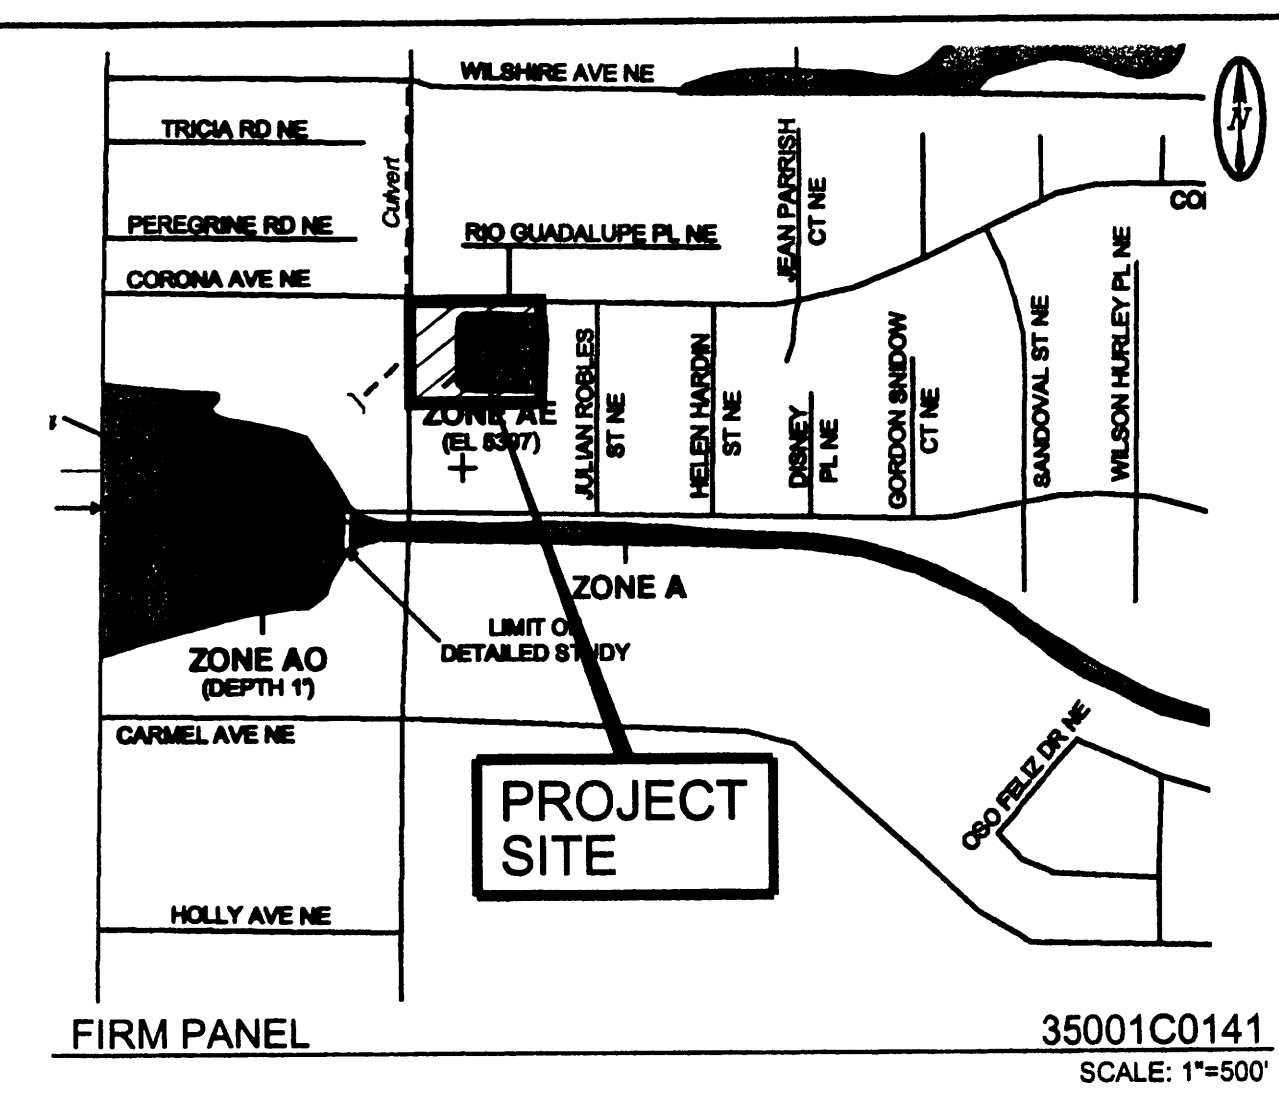 WILSHIRE AVE NE
N
TRICIA RD NE
Culvert
JEAN PARRISH
CT NE
PEREGRINE RD NE
RIO GUADALUPE PL NE
CORONA AVE NE
JULIAN ROBLES
ST NE
HELEN HARDIN
ST NE
DISNEY
PL NE
GORDON SNIDOW
CT NE
SANDOVAL ST NE
WILSON HURLEY PL NE
ZONE AE
(EL 5397)
ZONE A
LIMIT OF
DETAILED STUDY
ZONE AO
(DEPTH 1')
CARMEL AVE NE
OSO FELIZ DR NE
PROJECT
SITE
HOLLY AVE NE
FIRM PANEL
35001C0141
SCALE: 1"=500'